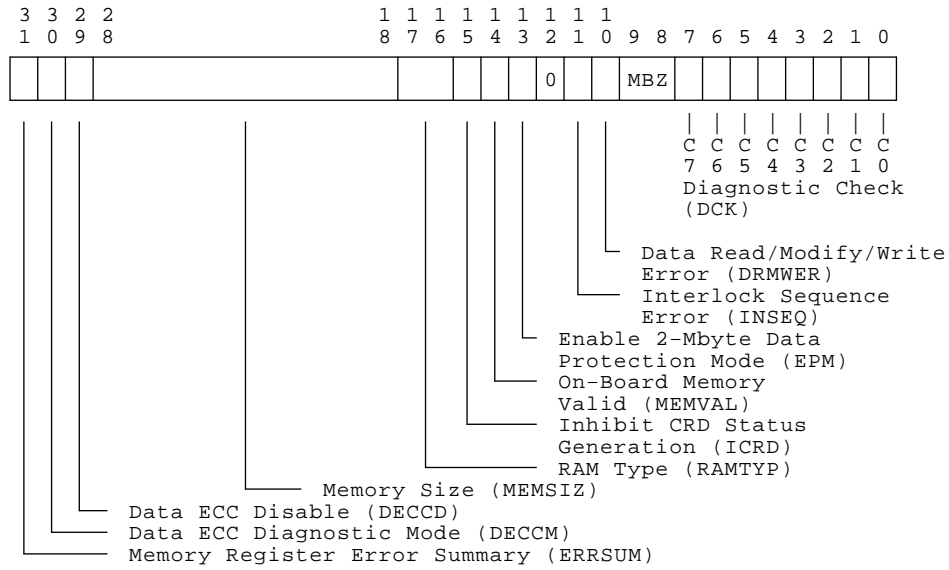 3 3 2 2 1 1 1 1 1 1 1 1 1
1 0 9 8 8 7 6 5 4 3 2 1 0 9 8 7 6 5 4 3 2 1 0
0 MBZ
C C C C C C C C
7 6 5 4 3 2 1 0
Diagnostic Check
(DCK)
Data Read/Modify/Write
Error (DRMWER)
Interlock Sequence
Error (INSEQ)
Enable 2-Mbyte Data
Protection Mode (EPM)
On-Board Memory
Valid (MEMVAL)
Inhibit CRD Status
Generation (ICRD)
RAM Type (RAMTYP)
Memory Size (MEMSIZ)
Data ECC Disable (DECCD)
Data ECC Diagnostic Mode (DECCM)
Memory Register Error Summary (ERRSUM)